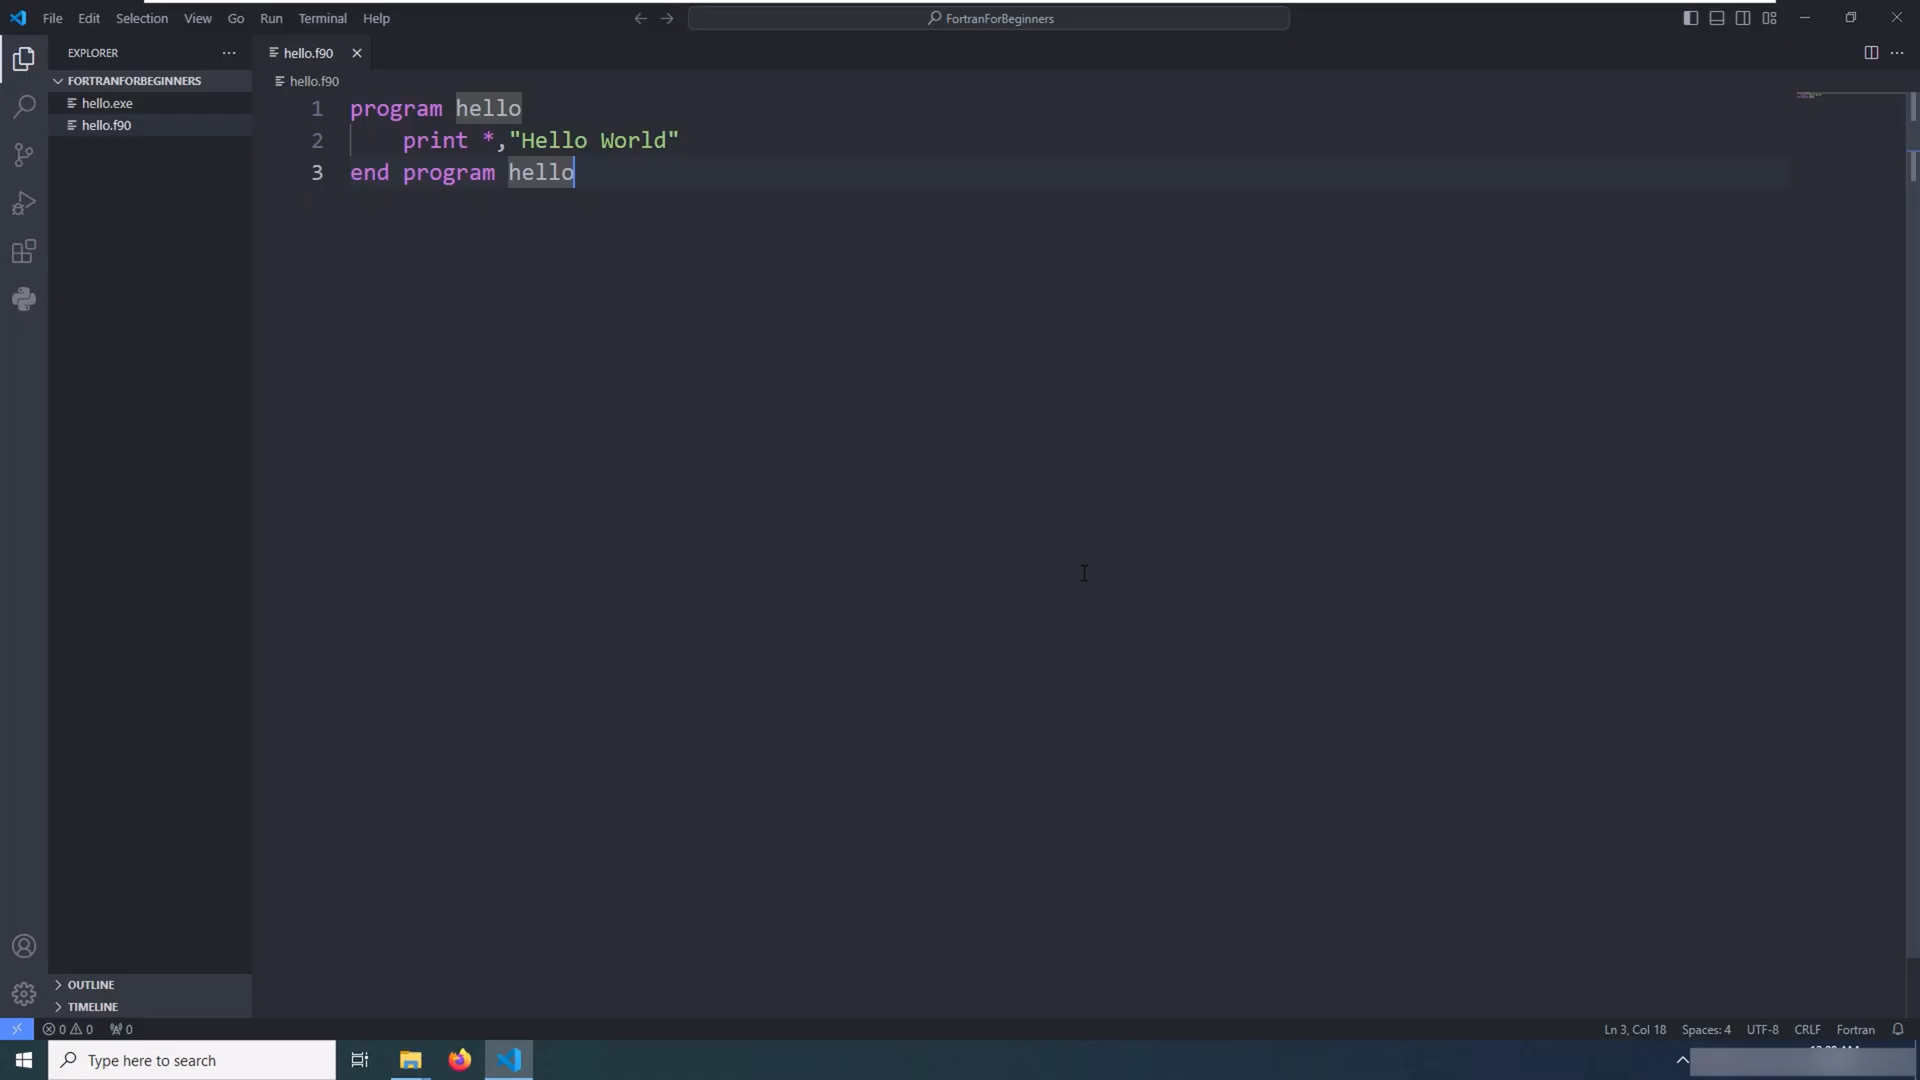 File Edit Selection View Go Run Terminal Help
FortranForBeginners
EXPLORER
hello.f90
FORTRANFORBEGINNERS
hello.f90
hello.exe
hello.f90
1 program hello
2 print *,"Hello World"
3 end program hello
OUTLINE
TIMELINE
0 0 0
Ln 3, Col 18 Spaces: 4 UTF-8 CRLF Fortran
Type here to search